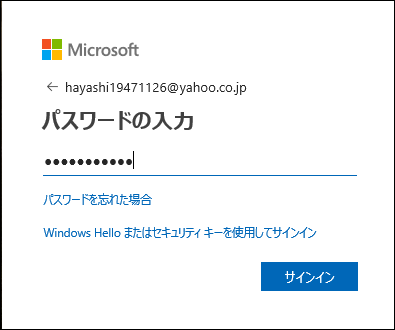 Microsoft
← hayashi19471126@yahoo.co.jp
パスワードの入力
●●●●●●●●●●●
パスワードを忘れた場合
Windows Hello またはセキュリティ キーを使用してサインイン
サインイン